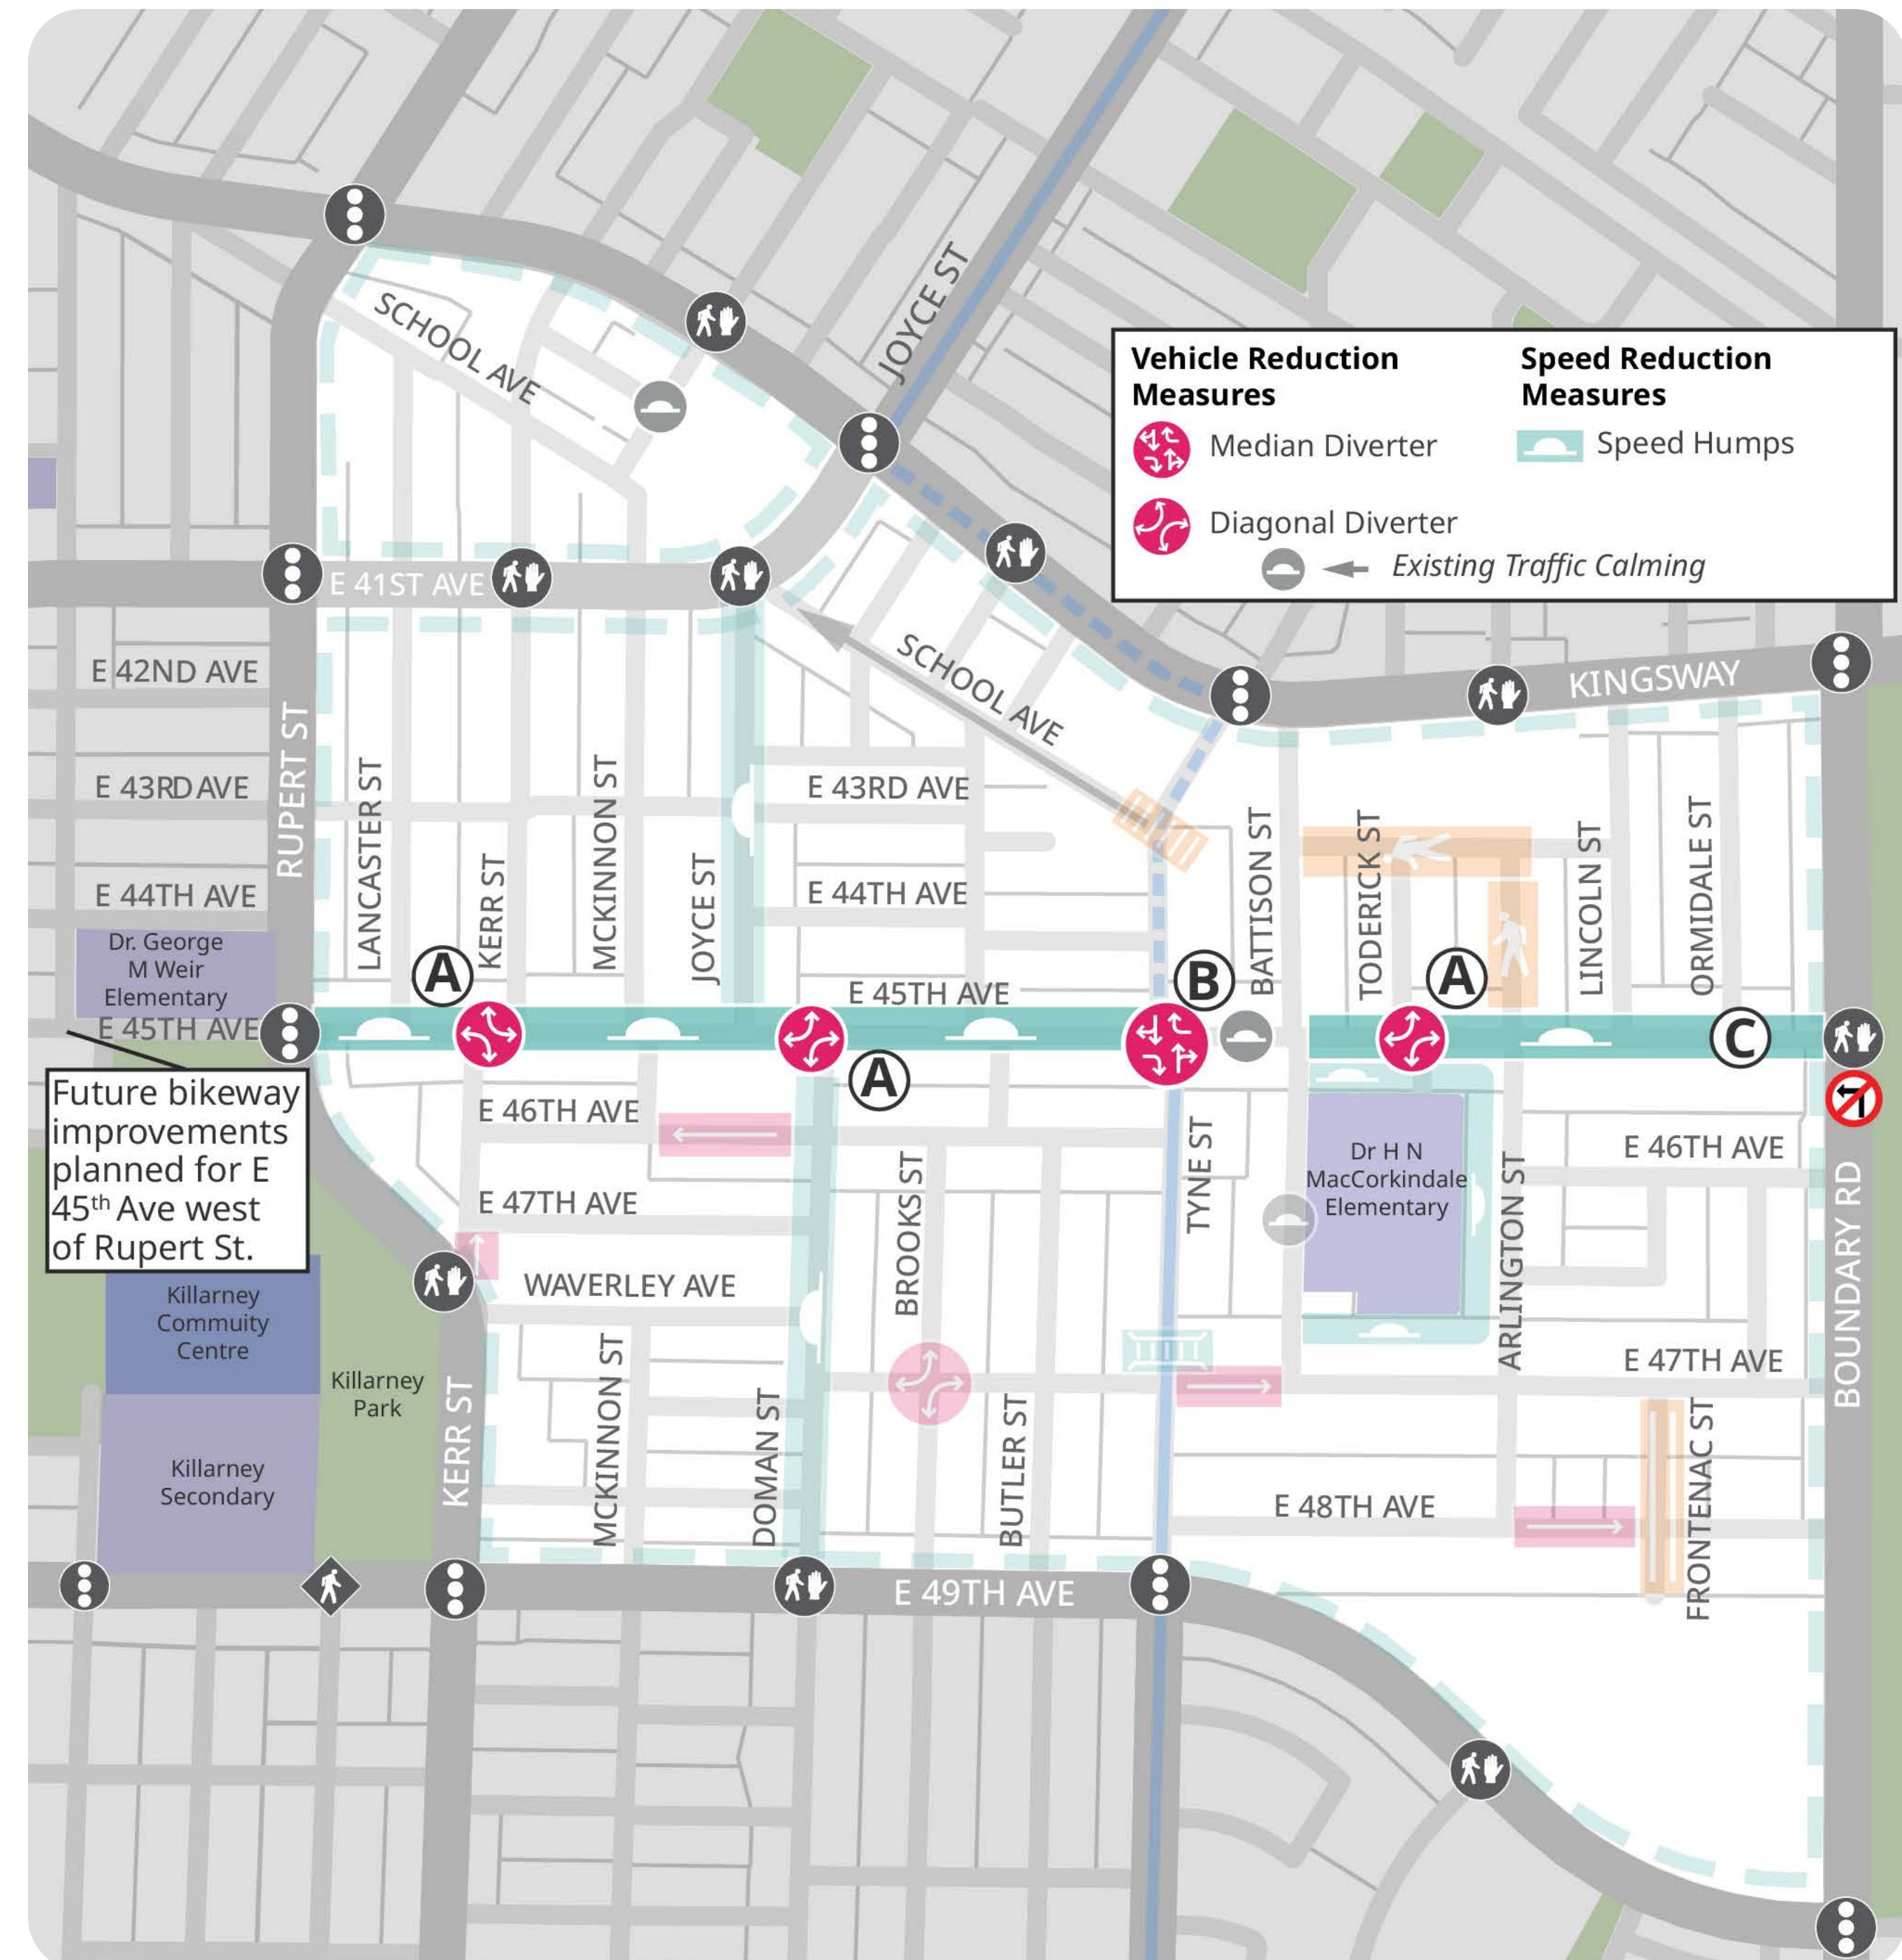 SCHOOL AVE
JOYCE ST
Vehicle Reduction
Measures
Median Diverter
Diagonal Diverter
Speed Reduction
Measures
Speed Humps
Existing Traffic Calming
E 41ST AVE
SCHOOL AVE
KINGSWAY
E 42ND AVE
RUPERT ST
E 43RD AVE
LANCASTER ST
KERR ST
MCKINNON ST
JOYCE ST
E 43RD AVE
BATTISON ST
TODERICK ST
LINCOLN ST
ORMIDALE ST
E 44TH AVE
E 44TH AVE
Dr. George
M Weir
Elementary
A
E 45TH AVE
B
A
E 45TH AVE
C
A
Future bikeway
improvements
planned for E
45th Ave west
of Rupert St.
E 46TH AVE
E 47TH AVE
WAVERLEY AVE
BROOKS ST
TYNE ST
Dr H N
MacCorkindale
Elementary
ARLINGTON ST
E 46TH AVE
BOUNDARY RD
E 47TH AVE
Killarney
Commuity
Centre
Killarney
Park
Killarney
Secondary
KERR ST
MCKINNON ST
DOMAN ST
BUTLER ST
E 48TH AVE
FRONTENAC ST
E 49TH AVE